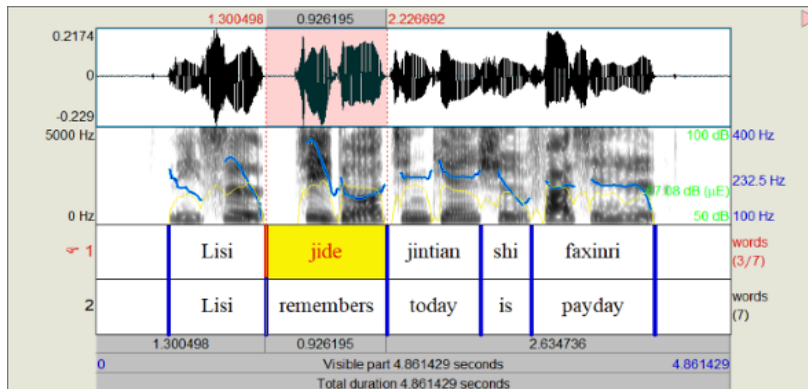 1.300498 0.926195 2.226692
0.2174
0
-0.229
5000 Hz 100 dB 400 Hz
232.5 Hz
0 Hz 50 dB 100 Hz
1 Lisi jide jintian shi faxinri words (3/7)
2 Lisi remembers today is payday words (7)
1.300498 0.926195 2.634736
0 Visible part 4.861429 seconds 4.861429
Total duration 4.861429 seconds